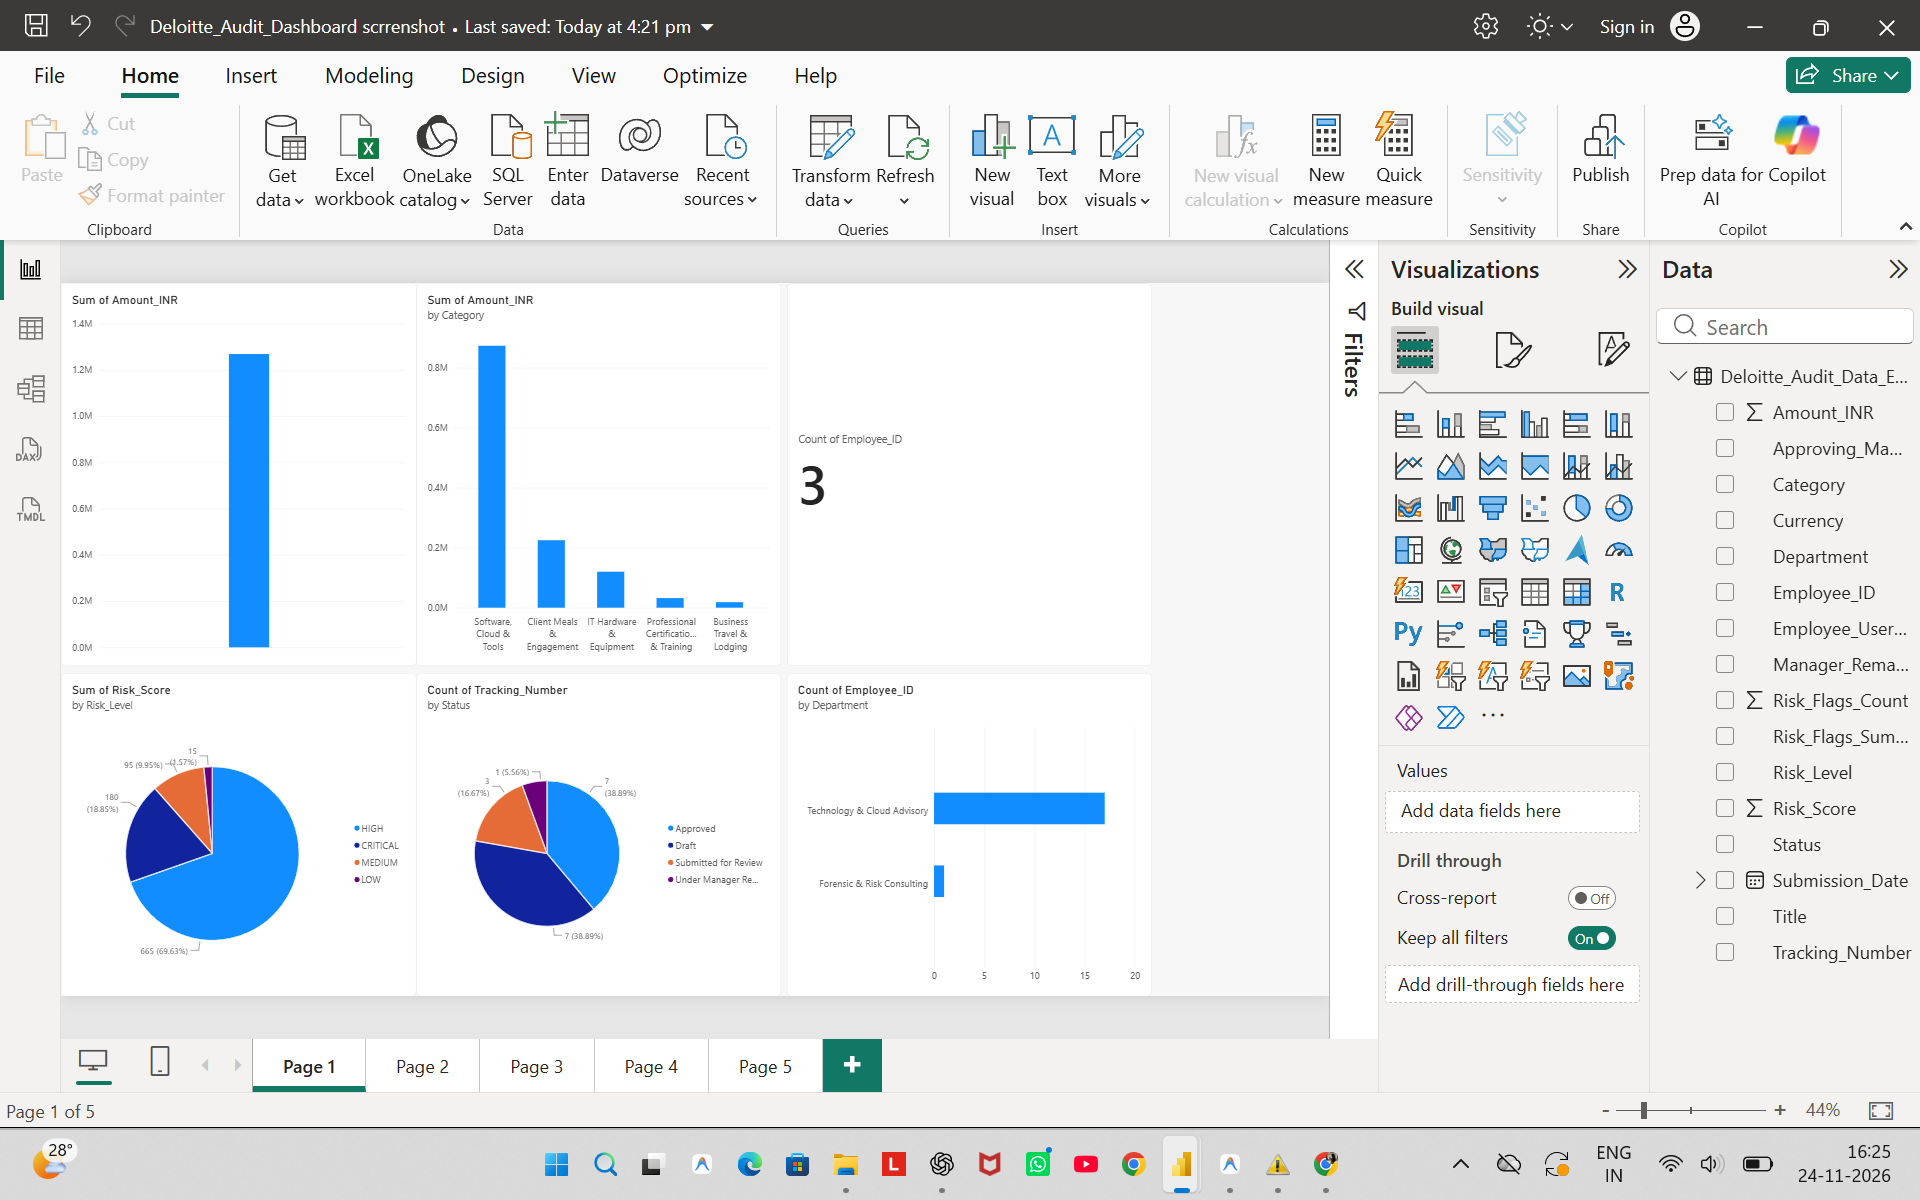 Deloitte_Audit_Dashboard scrrenshot • Last saved: Today at 4:21 pm
Sign in
File
Home
Insert
Modeling
Design
View
Optimize
Help
Share
Paste
Cut
Copy
Format painter
Clipboard
Get data
Excel workbook
OneLake catalog
SQL Server
Enter data
Dataverse
Recent sources
Data
Transform data
Refresh
Queries
New visual
Text box
More visuals
Insert
New visual calculation
New measure
Quick measure
Calculations
Sensitivity
Sensitivity
Publish
Share
Prep data for AI
Copilot
Copilot
DAX
TMDL
Sum of Amount_INR
1.4M
1.2M
1.0M
0.8M
0.6M
0.4M
0.2M
0.0M
Sum of Amount_INR
by Category
0.8M
0.6M
0.4M
0.2M
0.0M
Software, Cloud & Tools
Client Meals & Engagement
IT Hardware & Equipment
Professional Certificatio... & Training
Business Travel & Lodging
Count of Employee_ID
3
Sum of Risk_Score
by Risk_Level
15 (1.57%)
95 (9.95%)
180 (18.85%)
665 (69.63%)
HIGH
CRITICAL
MEDIUM
LOW
Count of Tracking_Number
by Status
1 (5.56%)
3 (16.67%)
7 (38.89%)
7 (38.89%)
Approved
Draft
Submitted for Review
Under Manager Re...
Count of Employee_ID
by Department
Technology & Cloud Advisory
Forensic & Risk Consulting
0
5
10
15
20
Filters
Visualizations
Build visual
123
R
Py
Values
Add data fields here
Drill through
Cross-report
Off
Keep all filters
On
Add drill-through fields here
Data
Search
Deloitte_Audit_Data_E...
Amount_INR
Approving_Ma...
Category
Currency
Department
Employee_ID
Employee_User...
Manager_Rema...
Risk_Flags_Count
Risk_Flags_Sum...
Risk_Level
Risk_Score
Status
Submission_Date
Title
Tracking_Number
Page 1
Page 2
Page 3
Page 4
Page 5
Page 1 of 5
44%
28°
L
ENG
IN
16:25
24-11-2026